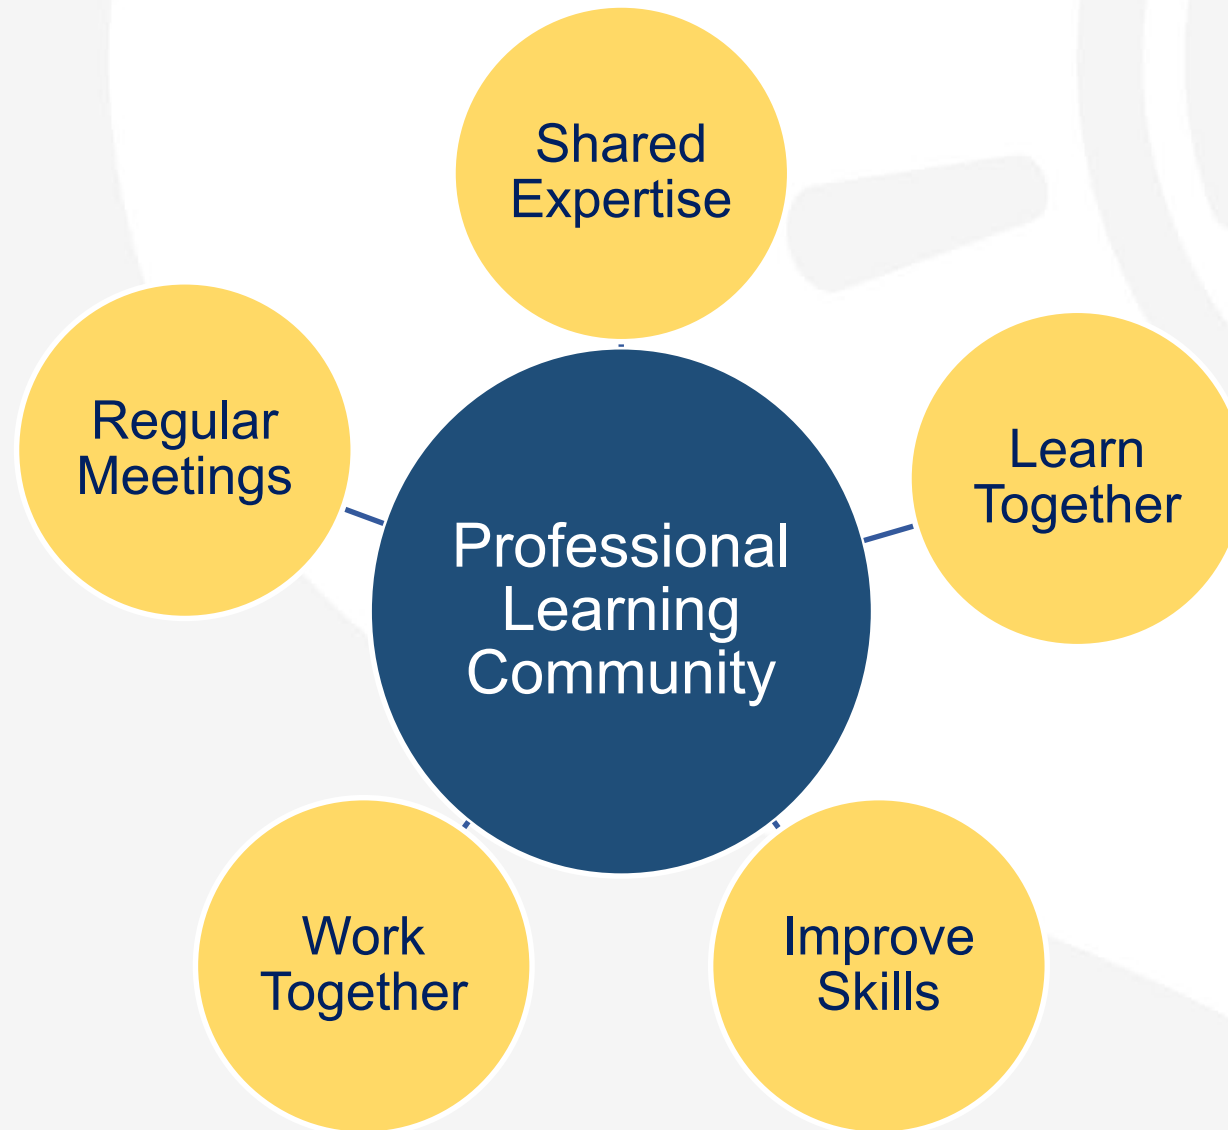 Shared
Expertise
Regular
Meetings
Learn
Together
Professional
Learning
Community
Work
Together
Improve
Skills